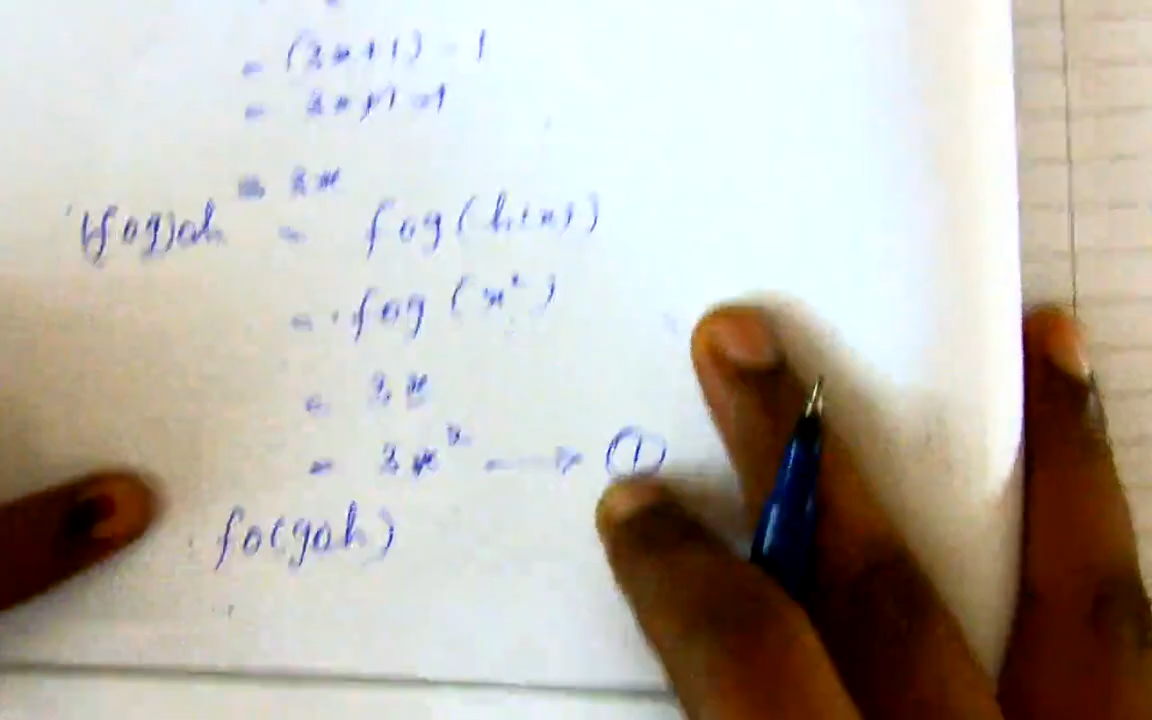 = (3x+1) - 1
= 3x+1-1
= 3x
(fog)oh = fog(h(x))
= fog (x²)
= 3x
= 3x² → ①
fo(goh)